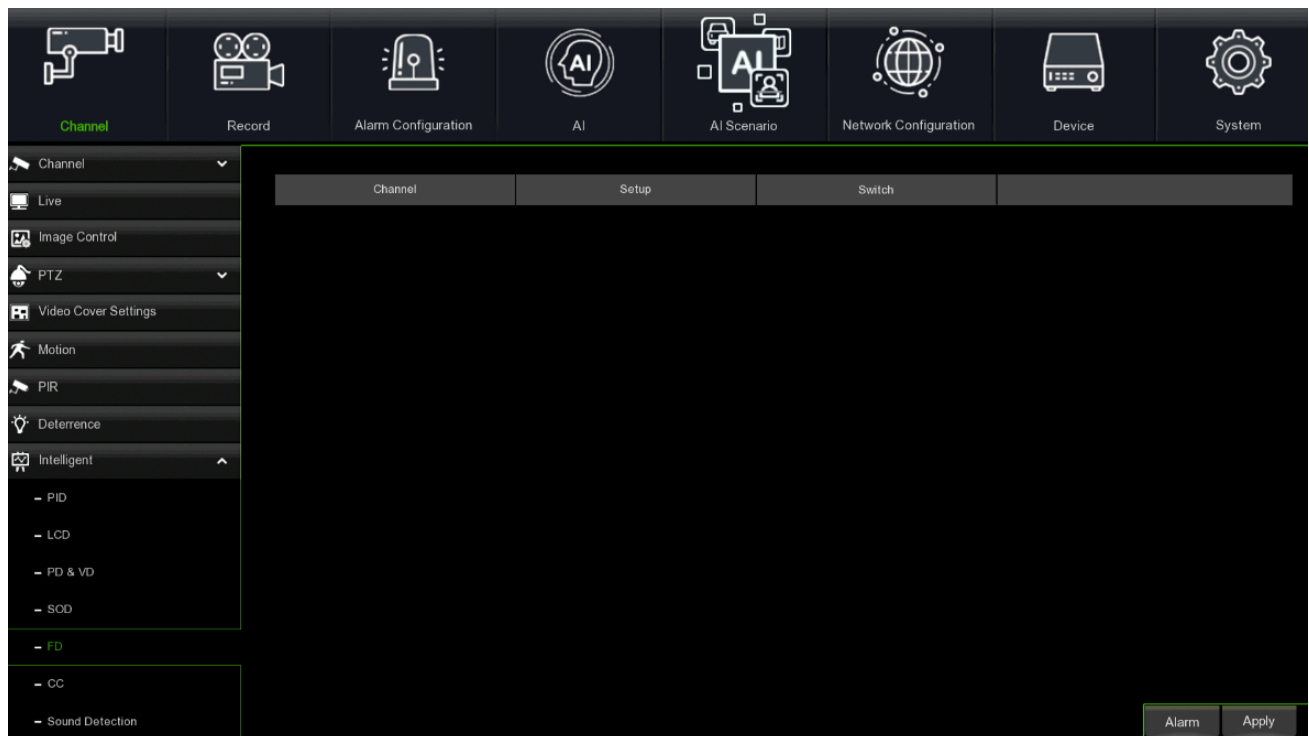 Channel Record Alarm Configuration AI AI Scenario Network Configuration Device System
Channel
Live
Image Control
PTZ
Video Cover Settings
Motion
PIR
Deterrence
Intelligent
– PID
– LCD
– PD & VD
– SOD
– FD
– CC
– Sound Detection
Channel Setup Switch
Alarm Apply